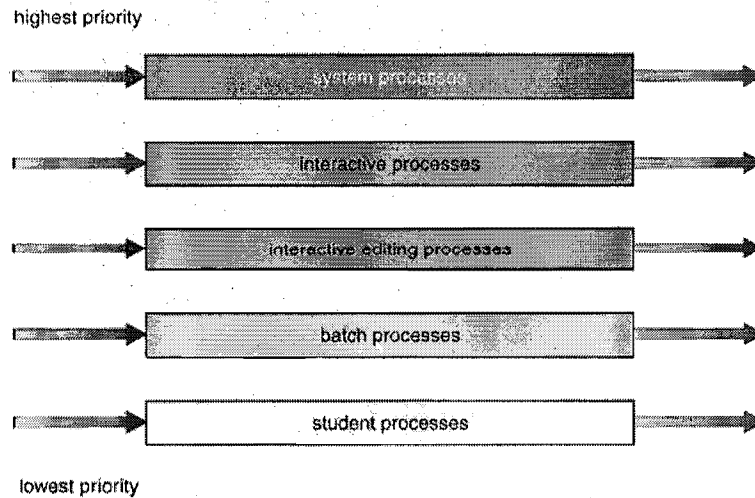 highest priority
system processes
interactive processes
interactive editing processes
batch processes
student processes
lowest priority